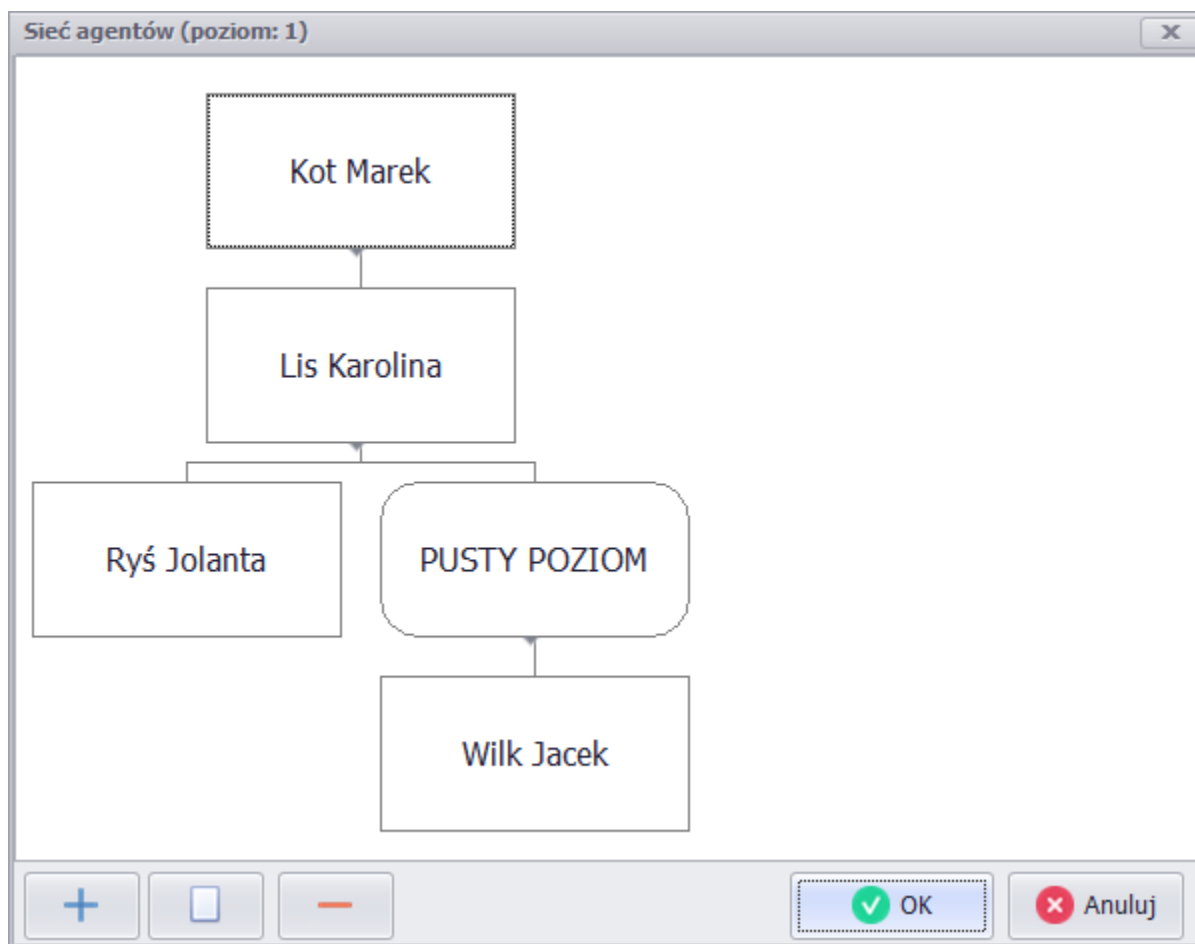 Sieć agentów (poziom: 1)
Kot Marek
Lis Karolina
Ryś Jolanta
PUSTY POZIOM
Wilk Jacek
OK
Anuluj